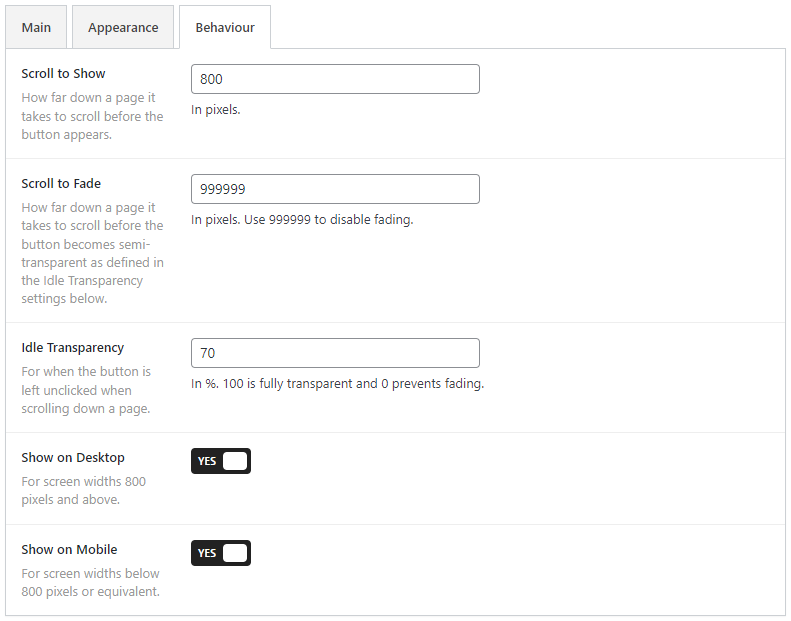 Main
Appearance
Behaviour
Scroll to Show
How far down a page it
takes to scroll before the
button appears.
800
In pixels.
Scroll to Fade
How far down a page it
takes to scroll before the
button becomes semi-
transparent as defined in
the Idle Transparency
settings below.
999999
In pixels. Use 999999 to disable fading.
Idle Transparency
For when the button is
left unclicked when
scrolling down a page.
70
In %. 100 is fully transparent and 0 prevents fading.
Show on Desktop
For screen widths 800
pixels and above.
YES
Show on Mobile
For screen widths below
800 pixels or equivalent.
YES